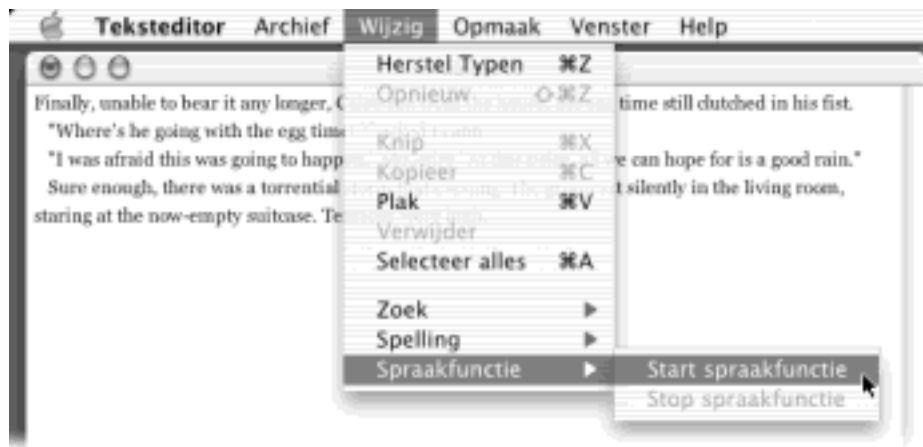 Teksteditor Archief Wijzig Opmaak Venster Help
Herstel Typen ⌘Z
Opnieuw ⇧⌘Z
Knip ⌘X
Kopieer ⌘C
Plak ⌘V
Verwijder
Selecteer alles ⌘A
Zoek
Spelling
Spraakfunctie
Start spraakfunctie
Stop spraakfunctie
Finally, unable to bear it any longer, time still clutched in his fist.
"Where's he going with the egg
"I was afraid this was going to we can hope for is a good rain."
Sure enough, there was a torrential silently in the living room,
staring at the now-empty suitcase.